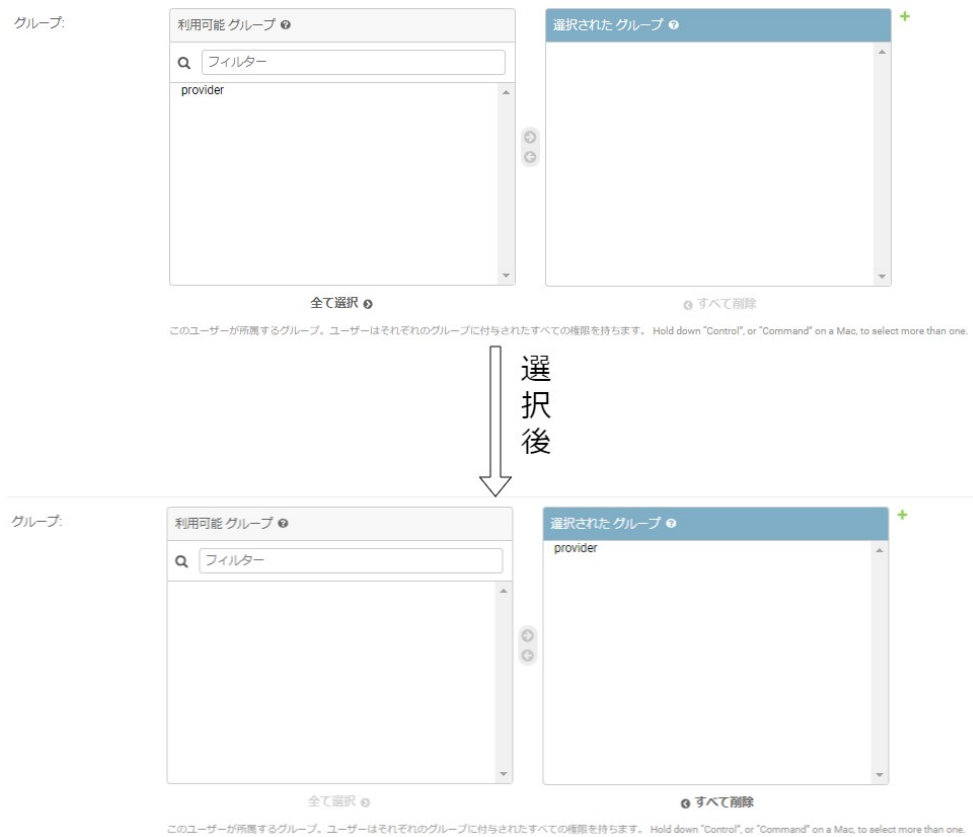 グループ:
利用可能 グループ
選択された グループ
フィルター
provider
全て選択
すべて削除
このユーザーが所属するグループ。ユーザーはそれぞれのグループに付与されたすべての権限を持ちます。 Hold down "Control", or "Command" on a Mac, to select more than one.
選択後
グループ:
利用可能 グループ
選択された グループ
フィルター
provider
全て選択
すべて削除
このユーザーが所属するグループ。ユーザーはそれぞれのグループに付与されたすべての権限を持ちます。 Hold down "Control", or "Command" on a Mac, to select more than one.